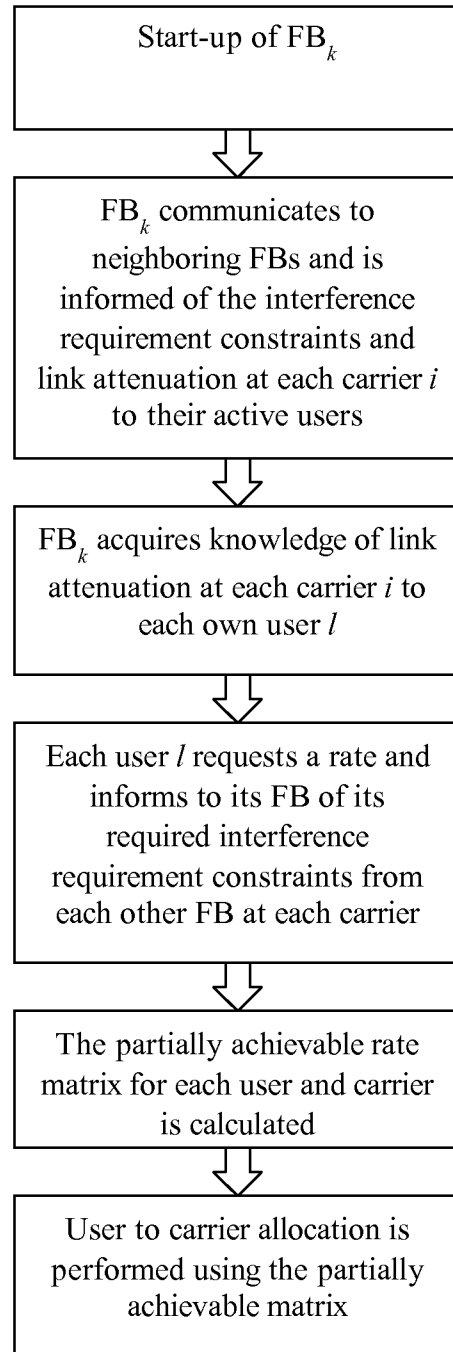 Start-up of FBk
FBk communicates to
neighboring FBs and is
informed of the interference
requirement constraints and
link attenuation at each carrier i
to their active users
FBk acquires knowledge of link
attenuation at each carrier i to
each own user l
Each user l requests a rate and
informs to its FB of its
required interference
requirement constraints from
each other FB at each carrier
The partially achievable rate
matrix for each user and carrier
is calculated
User to carrier allocation is
performed using the partially
achievable matrix